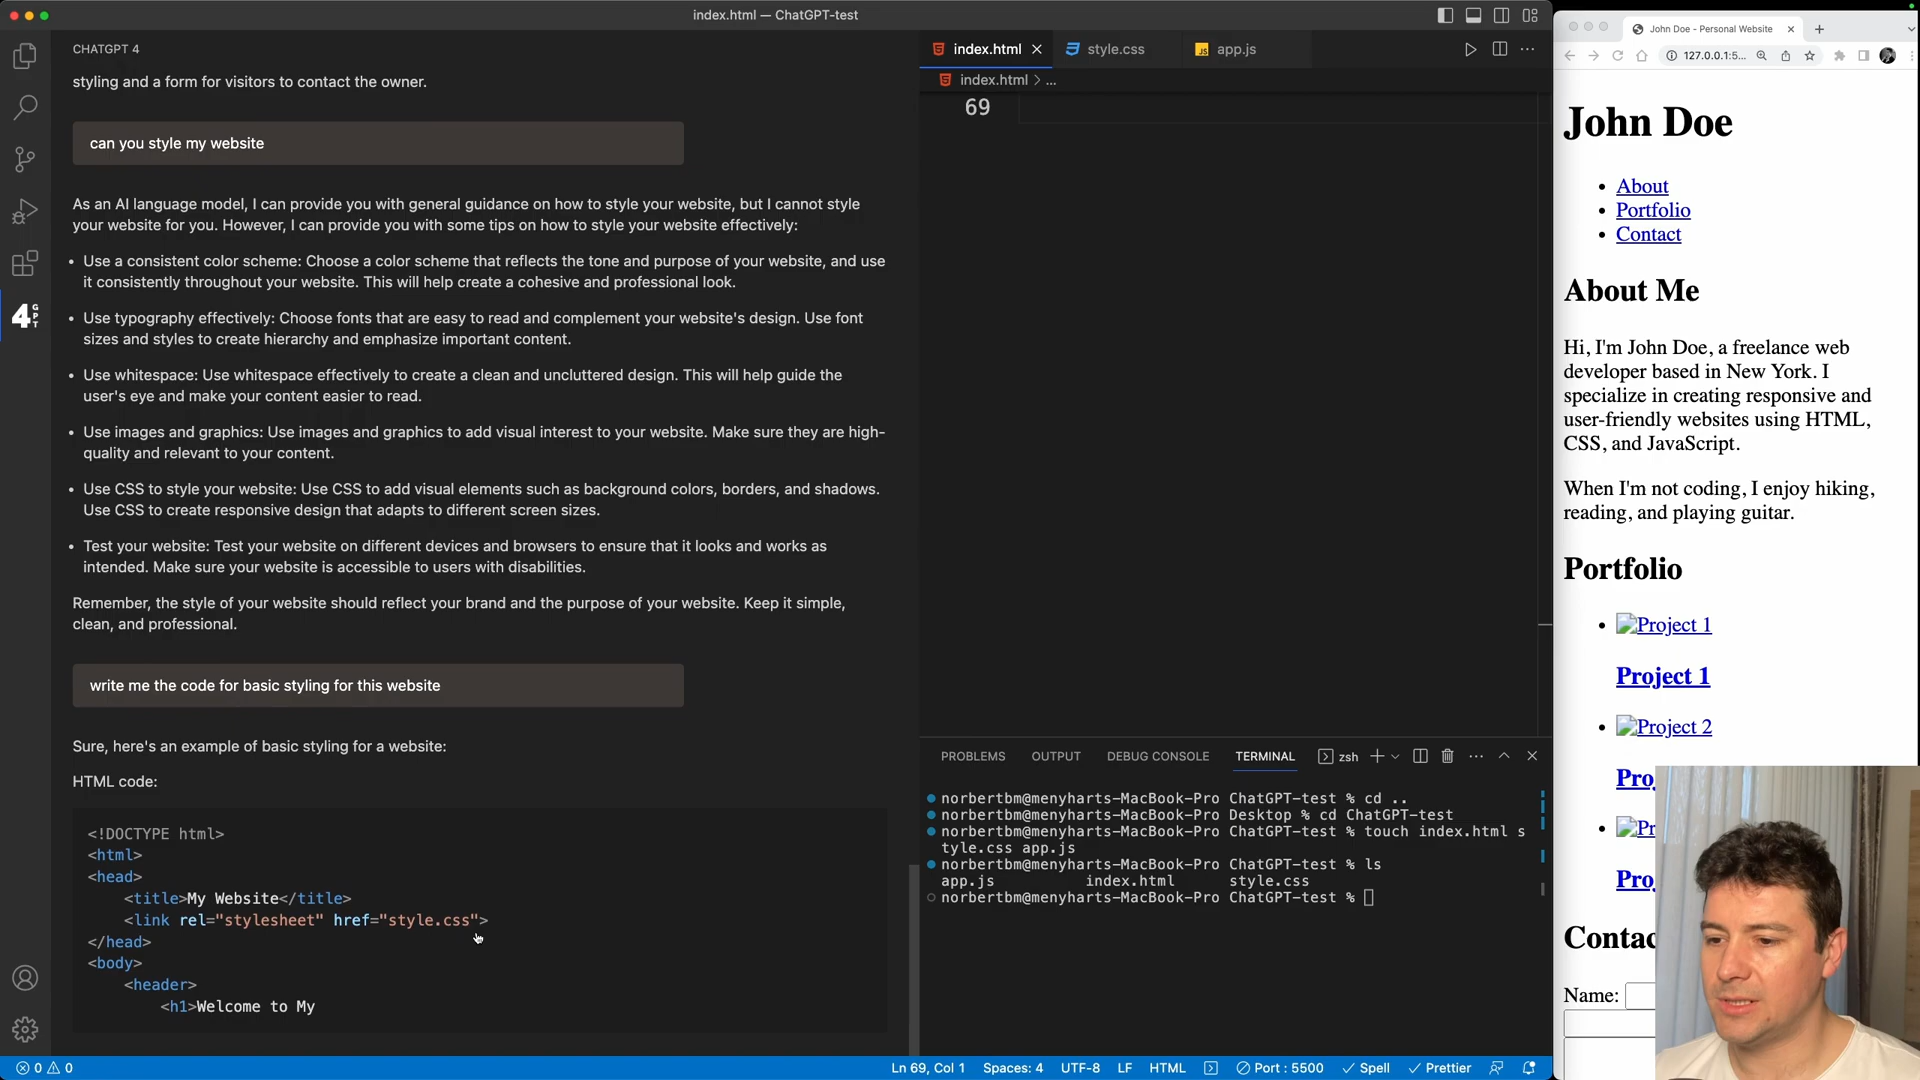 index.html — ChatGPT-test
CHATGPT 4
styling and a form for visitors to contact the owner.
can you style my website
As an AI language model, I can provide you with general guidance on how to style your website, but I cannot style
your website for you. However, I can provide you with some tips on how to style your website effectively:
• Use a consistent color scheme: Choose a color scheme that reflects the tone and purpose of your website, and use
it consistently throughout your website. This will help create a cohesive and professional look.
• Use typography effectively: Choose fonts that are easy to read and complement your website's design. Use font
sizes and styles to create hierarchy and emphasize important content.
• Use whitespace: Use whitespace effectively to create a clean and uncluttered design. This will help guide the
user's eye and make your content easier to read.
• Use images and graphics: Use images and graphics to add visual interest to your website. Make sure they are high-
quality and relevant to your content.
• Use CSS to style your website: Use CSS to add visual elements such as background colors, borders, and shadows.
Use CSS to create responsive design that adapts to different screen sizes.
• Test your website: Test your website on different devices and browsers to ensure that it looks and works as
intended. Make sure your website is accessible to users with disabilities.
Remember, the style of your website should reflect your brand and the purpose of your website. Keep it simple,
clean, and professional.
write me the code for basic styling for this website
Sure, here's an example of basic styling for a website:
HTML code:
<!DOCTYPE html>
<html>
<head>
<title>My Website</title>
<link rel="stylesheet" href="style.css">
</head>
<body>
<header>
<h1>Welcome to My
4 GPT
0 0
index.html style.css JS app.js
index.html > ...
69
PROBLEMS OUTPUT DEBUG CONSOLE TERMINAL zsh
norbertbm@menyharts-MacBook-Pro ChatGPT-test % cd ..
norbertbm@menyharts-MacBook-Pro Desktop % cd ChatGPT-test
norbertbm@menyharts-MacBook-Pro ChatGPT-test % touch index.html s
tyle.css app.js
norbertbm@menyharts-MacBook-Pro ChatGPT-test % ls
app.js index.html style.css
norbertbm@menyharts-MacBook-Pro ChatGPT-test %
Ln 69, Col 1 Spaces: 4 UTF-8 LF HTML Port : 5500 Spell Prettier
John Doe - Personal Website
127.0.0.1:5...
John Doe
• About
• Portfolio
• Contact
About Me
Hi, I'm John Doe, a freelance web
developer based in New York. I
specialize in creating responsive and
user-friendly websites using HTML,
CSS, and JavaScript.
When I'm not coding, I enjoy hiking,
reading, and playing guitar.
Portfolio
• Project 1
Project 1
• Project 2
Proj
• Pr
Proj
Contac
Name: